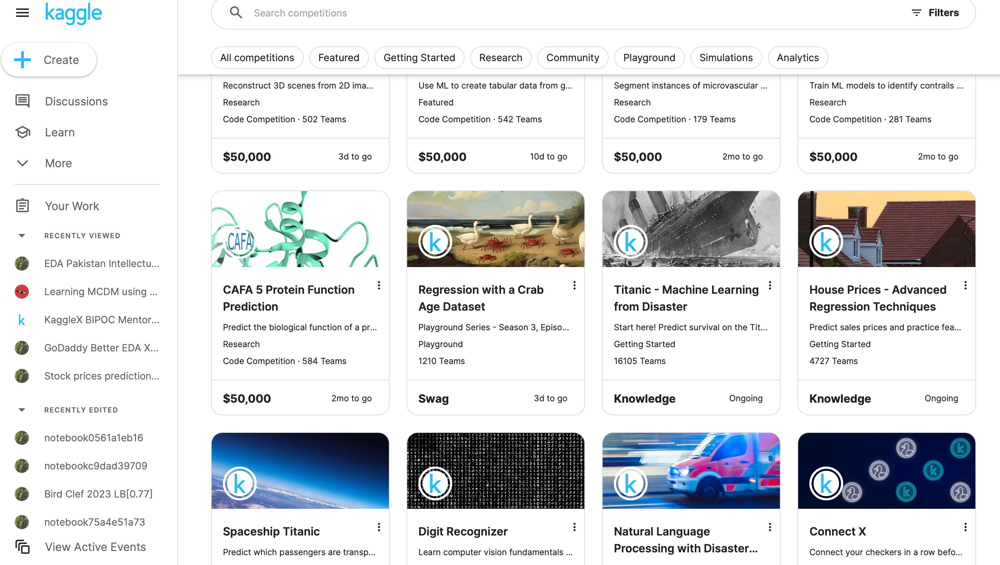 kaggle
Create
Discussions
Learn
More
Your Work
RECENTLY VIEWED
EDA Pakistan Intellectu...
Learning MCDM using ...
KaggleX BIPOC Mentor...
GoDaddy Better EDA X...
Stock prices prediction...
RECENTLY EDITED
notebook0561a1eb16
notebookc9dad39709
Bird Clef 2023 LB[0.77]
notebook75a4e51a73
View Active Events
Search competitions
Filters
All competitions
Featured
Getting Started
Research
Community
Playground
Simulations
Analytics
Reconstruct 3D scenes from 2D ima...
Research
Code Competition · 502 Teams
$50,000
3d to go
Use ML to create tabular data from g...
Featured
Code Competition · 542 Teams
$50,000
10d to go
Segment instances of microvascular ...
Research
Code Competition · 179 Teams
$50,000
2mo to go
Train ML models to identify contrails ...
Research
Code Competition · 281 Teams
$50,000
2mo to go
CAFA
CAFA 5 Protein Function
Prediction
Predict the biological function of a pr...
Research
Code Competition · 584 Teams
$50,000
2mo to go
k
Regression with a Crab
Age Dataset
Playground Series - Season 3, Episo...
Playground
1210 Teams
Swag
3d to go
k
Titanic - Machine Learning
from Disaster
Start here! Predict survival on the Tit...
Getting Started
16105 Teams
Knowledge
Ongoing
k
House Prices - Advanced
Regression Techniques
Predict sales prices and practice fea...
Getting Started
4727 Teams
Knowledge
Ongoing
k
Spaceship Titanic
Predict which passengers are transp...
k
Digit Recognizer
Learn computer vision fundamentals ...
k
Natural Language
Processing with Disaster...
k
Connect X
Connect your checkers in a row befo...